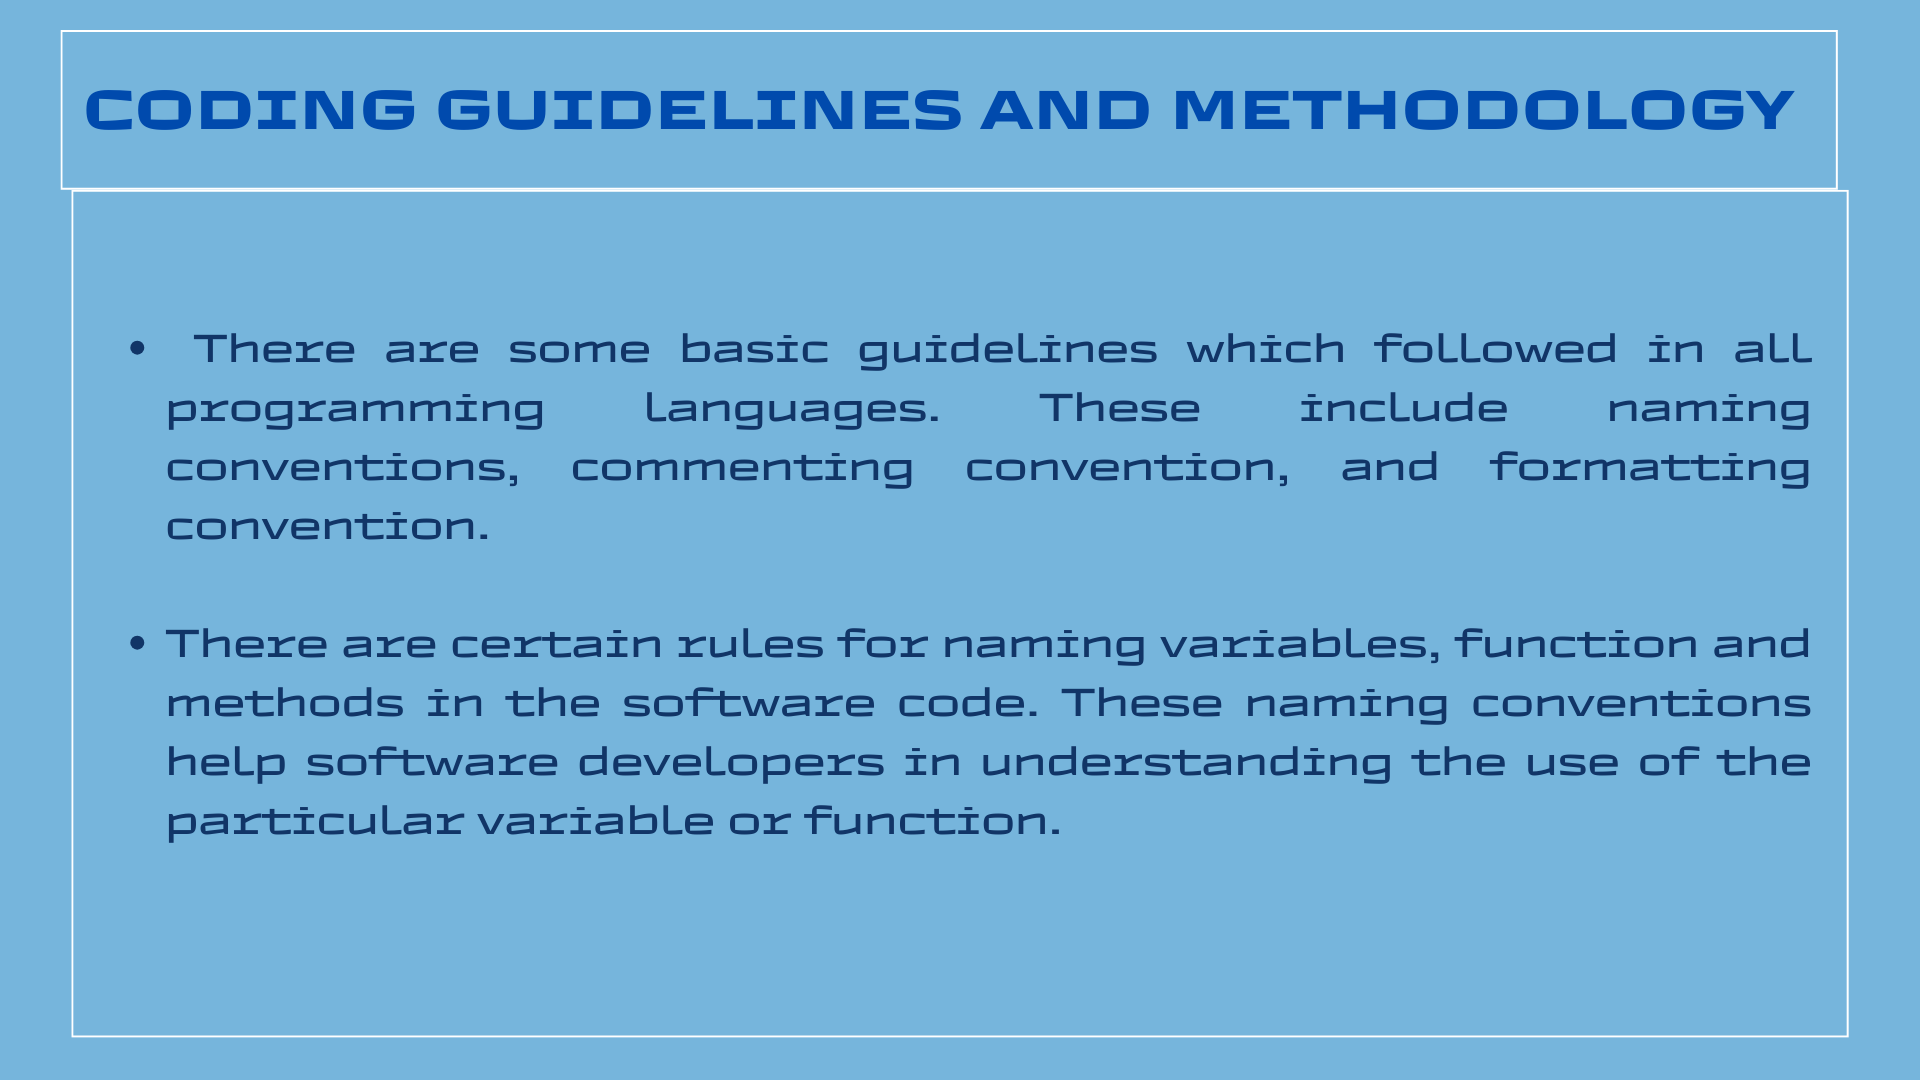 CODING GUIDELINES AND METHODOLOGY
• There are some basic guidelines which followed in all
programming languages. These include naming
conventions, commenting convention, and formatting
convention.
• There are certain rules for naming variables, function and
methods in the software code. These naming conventions
help software developers in understanding the use of the
particular variable or function.